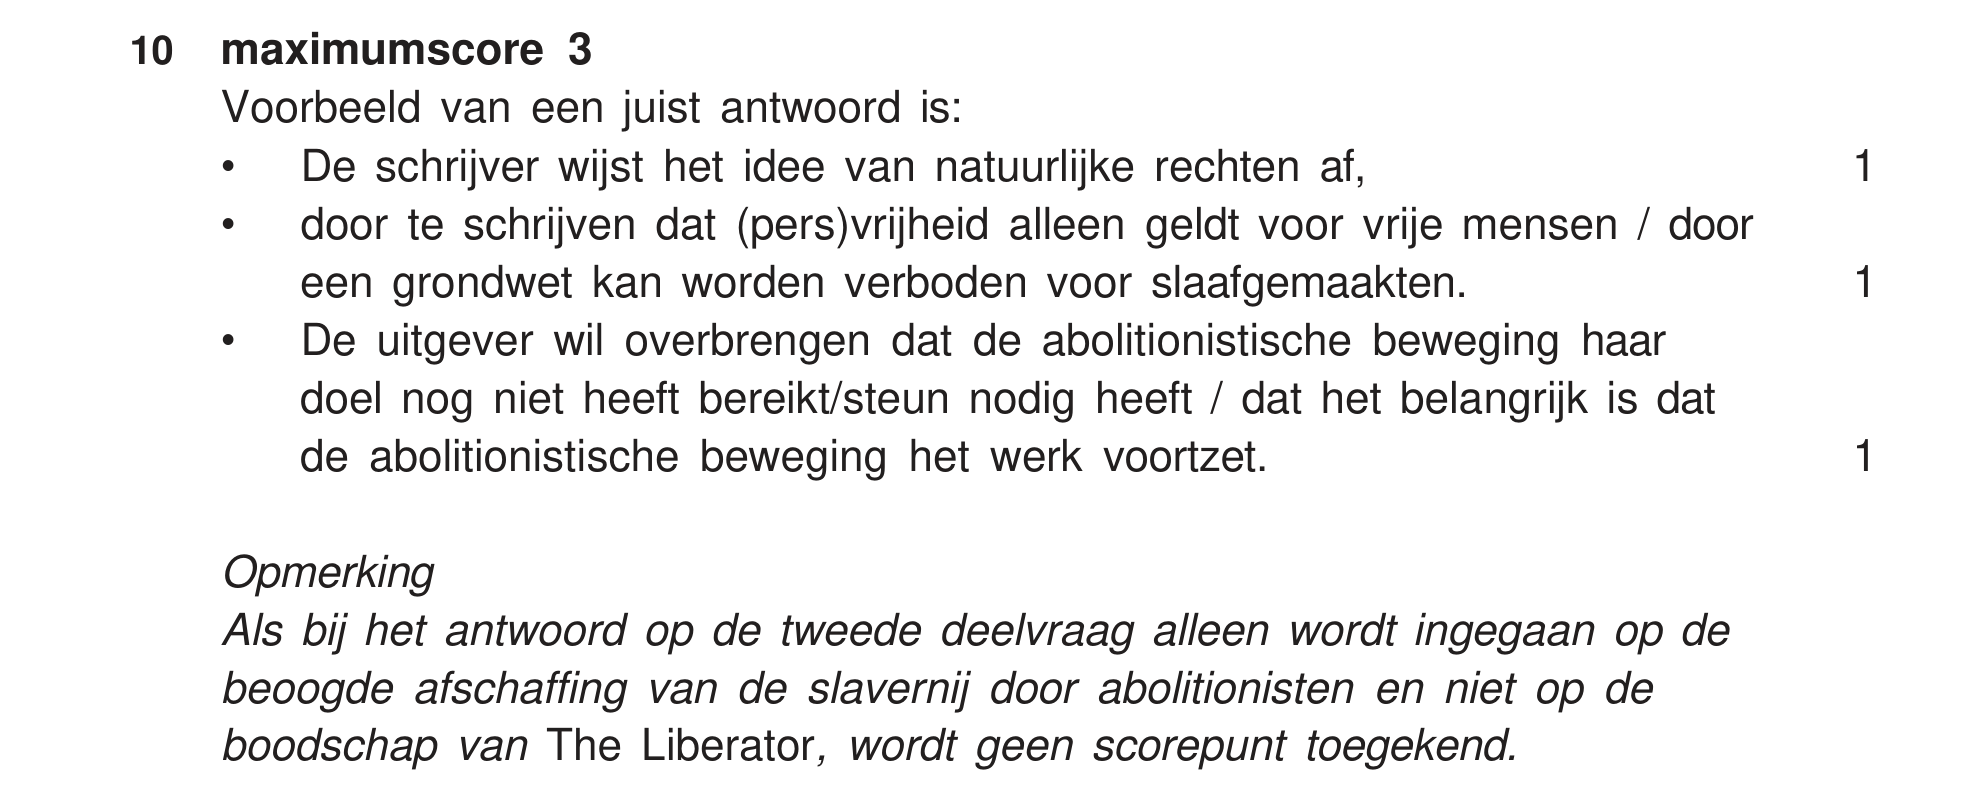 10 maximumscore 3
Voorbeeld van een juist antwoord is:
• De schrijver wijst het idee van natuurlijke rechten af, 1
• door te schrijven dat (pers)vrijheid alleen geldt voor vrije mensen / door
een grondwet kan worden verboden voor slaafgemaakten. 1
• De uitgever wil overbrengen dat de abolitionistische beweging haar
doel nog niet heeft bereikt/steun nodig heeft / dat het belangrijk is dat
de abolitionistische beweging het werk voortzet. 1
Opmerking
Als bij het antwoord op de tweede deelvraag alleen wordt ingegaan op de
beoogde afschaffing van de slavernij door abolitionisten en niet op de
boodschap van The Liberator, wordt geen scorepunt toegekend.